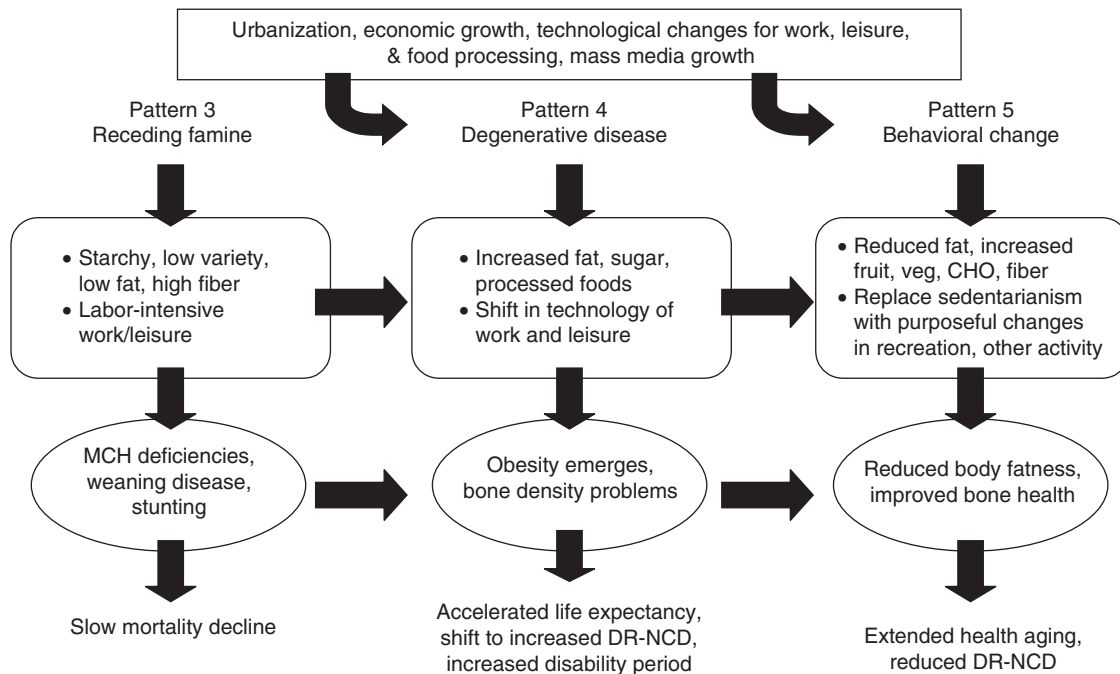 Urbanization, economic growth, technological changes for work, leisure,
& food processing, mass media growth
Pattern 3
Receding famine
Pattern 4
Degenerative disease
Pattern 5
Behavioral change
• Starchy, low variety,
low fat, high fiber
• Labor-intensive
work/leisure
• Increased fat, sugar,
processed foods
• Shift in technology of
work and leisure
• Reduced fat, increased
fruit, veg, CHO, fiber
• Replace sedentarianism
with purposeful changes
in recreation, other activity
MCH deficiencies,
weaning disease,
stunting
Obesity emerges,
bone density problems
Reduced body fatness,
improved bone health
Slow mortality decline
Accelerated life expectancy,
shift to increased DR-NCD,
increased disability period
Extended health aging,
reduced DR-NCD